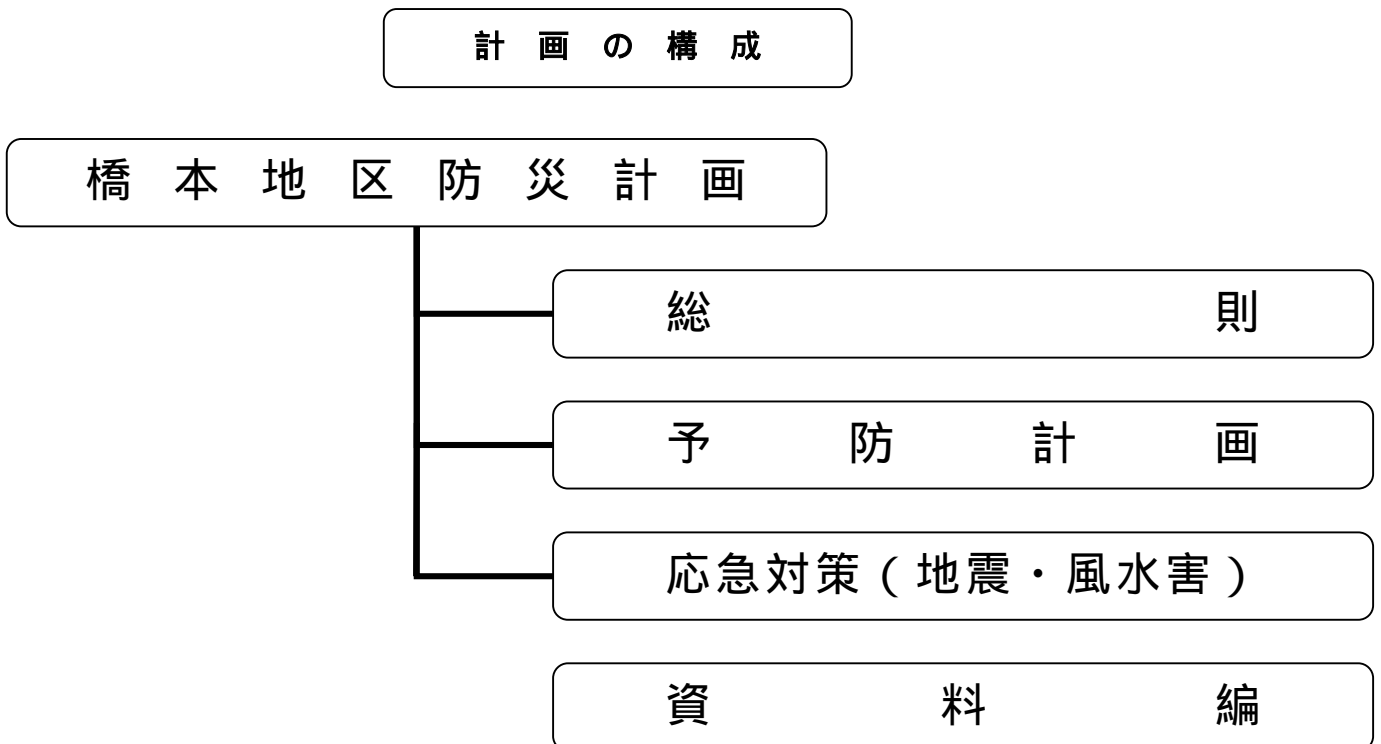 計画の構成
橋本地区防災計画
総則
予防計画
応急対策(地震・風水害)
資料編